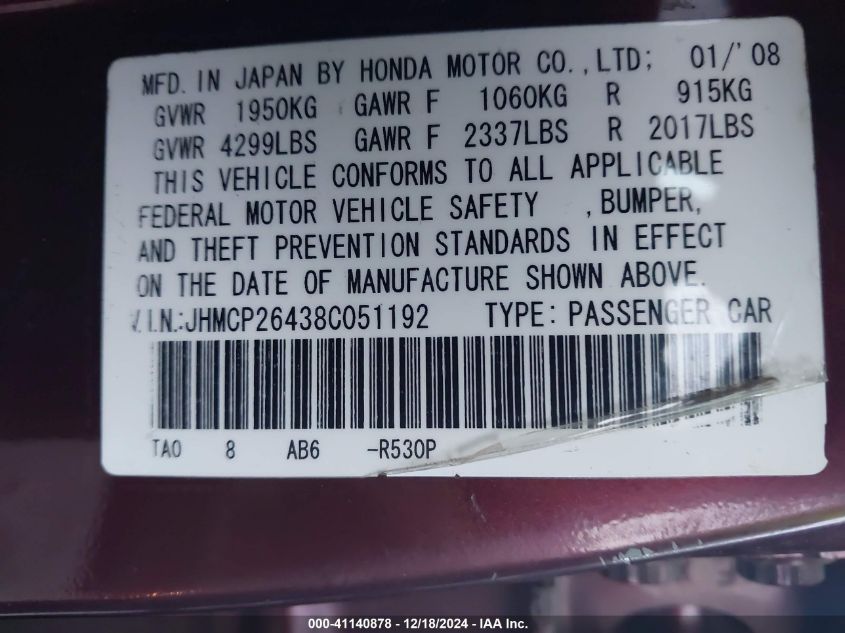 MFD. IN JAPAN BY HONDA MOTOR CO.,LTD; 01/'08
GVWR 1950KG GAWR F 1060KG R 915KG
GVWR 4299LBS GAWR F 2337LBS R 2017LBS
THIS VEHICLE CONFORMS TO ALL APPLICABLE
FEDERAL MOTOR VEHICLE SAFETY , BUMPER,
AND THEFT PREVENTION STANDARDS IN EFFECT
ON THE DATE OF MANUFACTURE SHOWN ABOVE.
V.I.N.:JHMCP26438C051192 TYPE: PASSENGER CAR
TA0 8 AB6 -R530P
000-41140878 - 12/18/2024 - IAA Inc.